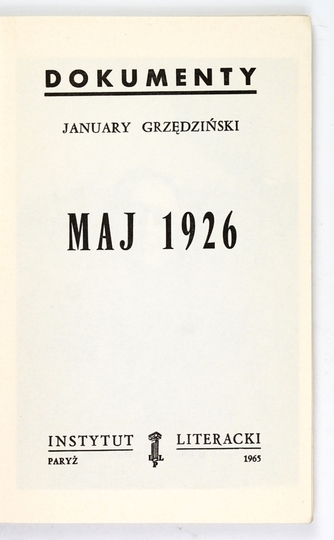 DOKUMENTY
JANUARY GRZĘDZIŃSKI
MAJ 1926
INSTYTUT LITERACKI
PARYŻ 1965